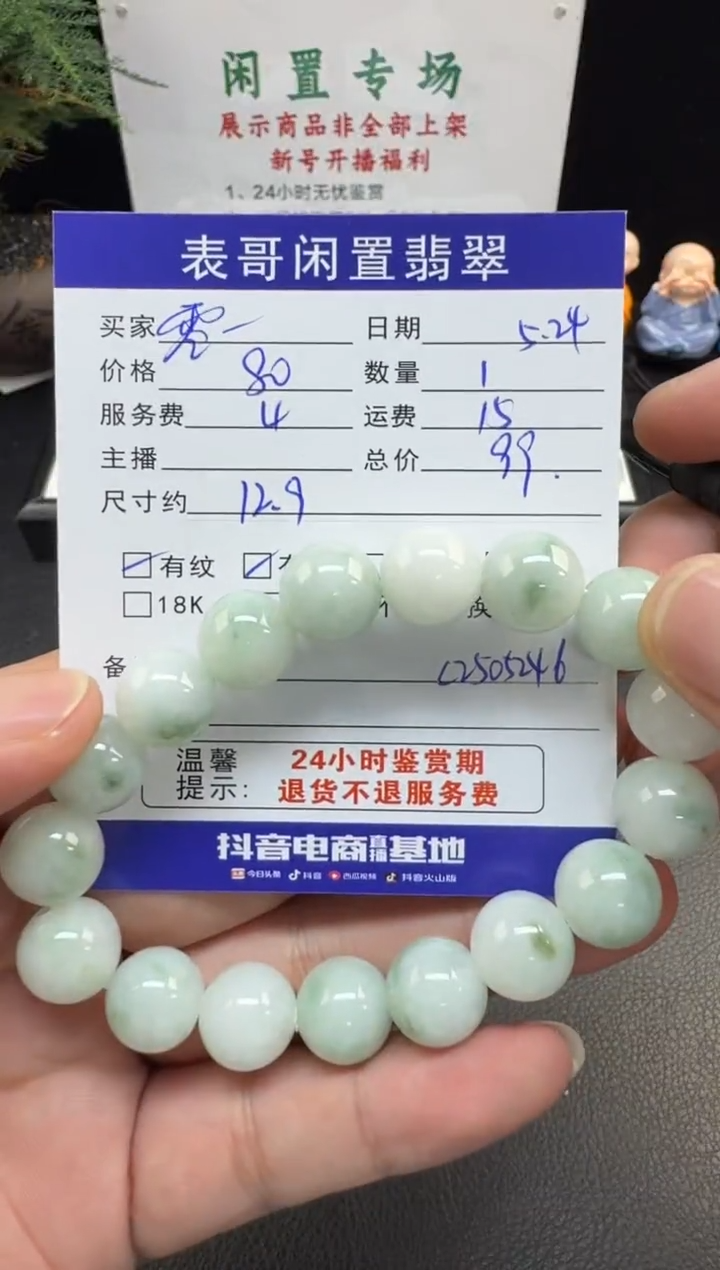 闲置专场
展示商品非全部上架
新号开播福利
1、24小时无忧鉴赏
表哥闲置翡翠
买家 零一 日期 5.24
价格 80 数量 1
服务费 4 运费 15
主播 总价 99.
尺寸约 12.9
有纹
18K 换
备
温馨提示: 24小时鉴赏期
退货不退服务费
抖音电商直播基地
今日头条 抖音 西瓜视频 抖音火山版